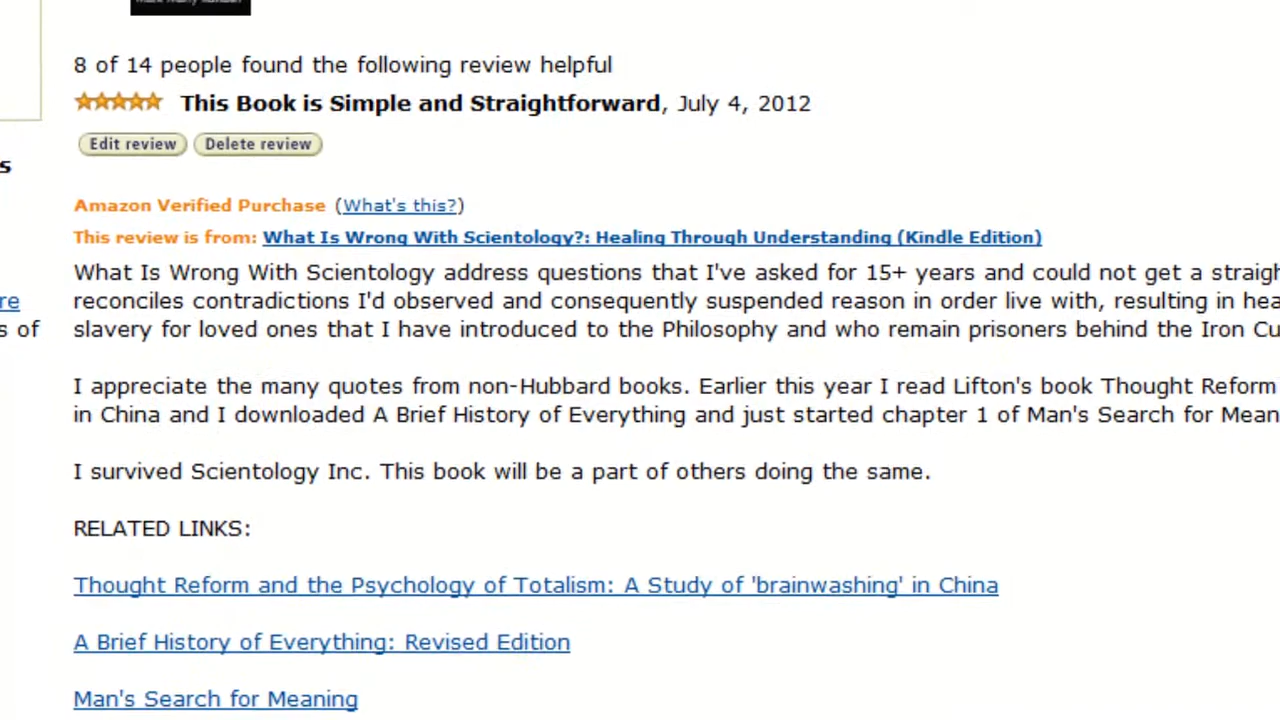 8 of 14 people found the following review helpful
This Book is Simple and Straightforward, July 4, 2012
Edit review Delete review
s
Amazon Verified Purchase (What's this?)
This review is from: What Is Wrong With Scientology?: Healing Through Understanding (Kindle Edition)
What Is Wrong With Scientology address questions that I've asked for 15+ years and could not get a straigh
re reconciles contradictions I'd observed and consequently suspended reason in order live with, resulting in hea
s of slavery for loved ones that I have introduced to the Philosophy and who remain prisoners behind the Iron Cu
I appreciate the many quotes from non-Hubbard books. Earlier this year I read Lifton's book Thought Reform
in China and I downloaded A Brief History of Everything and just started chapter 1 of Man's Search for Mean
I survived Scientology Inc. This book will be a part of others doing the same.
RELATED LINKS:
Thought Reform and the Psychology of Totalism: A Study of 'brainwashing' in China
A Brief History of Everything: Revised Edition
Man's Search for Meaning